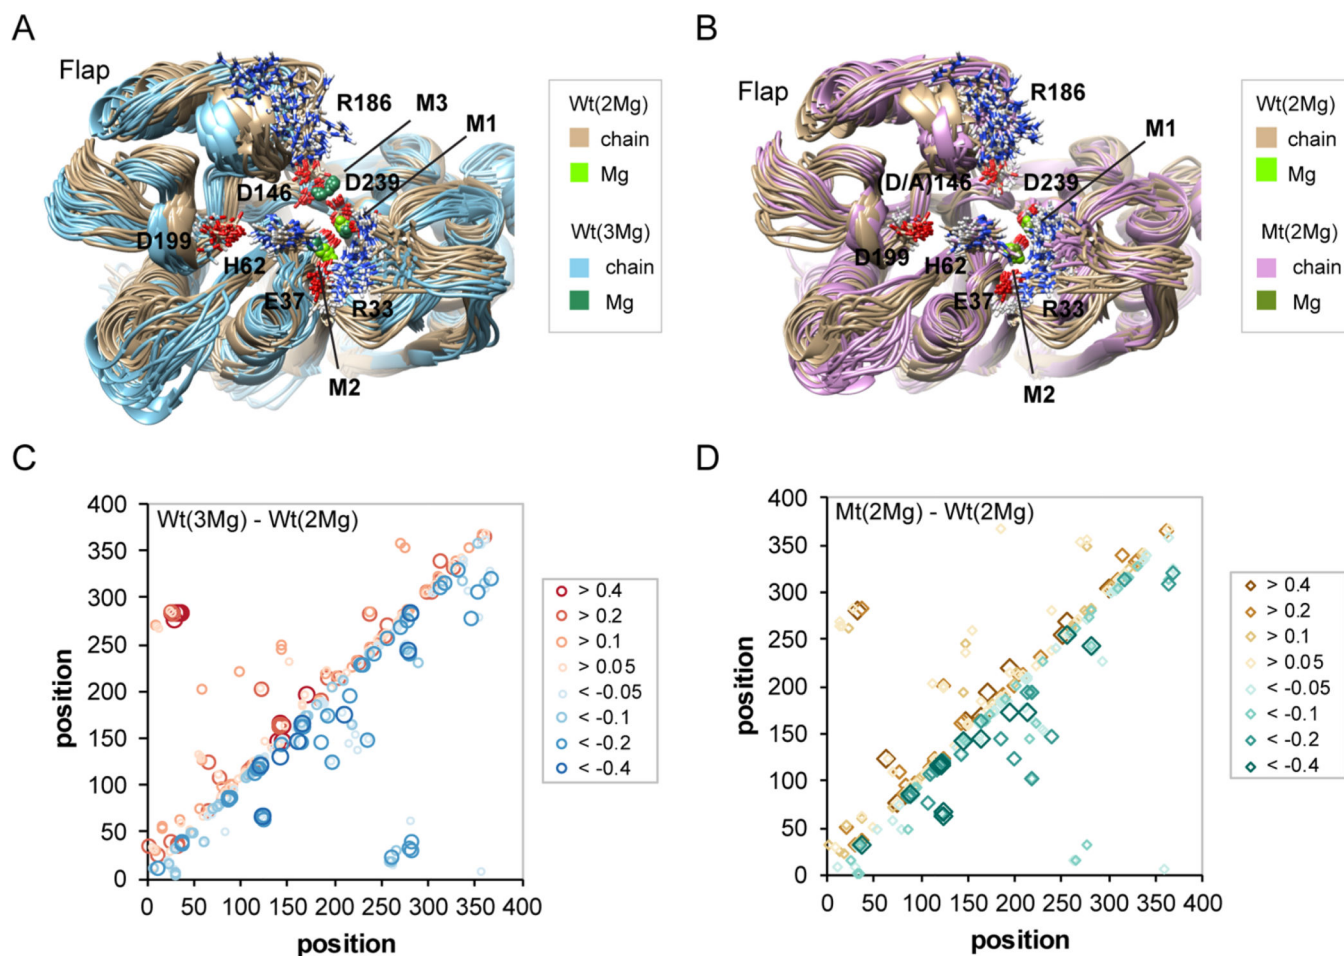 A
Flap
R186
M3
M1
D146
D239
D199
H62
E37
R33
M2
Wt(2Mg)
chain
Mg
Wt(3Mg)
chain
Mg
B
Flap
R186
M1
(D/A)146
D239
D199
H62
E37
R33
M2
Wt(2Mg)
chain
Mg
Mt(2Mg)
chain
Mg
C
Wt(3Mg) - Wt(2Mg)
position
400
350
300
250
200
150
100
50
0
0 50 100 150 200 250 300 350 400
position
> 0.4
> 0.2
> 0.1
> 0.05
< -0.05
< -0.1
< -0.2
< -0.4
D
Mt(2Mg) - Wt(2Mg)
position
400
350
300
250
200
150
100
50
0
0 50 100 150 200 250 300 350 400
position
> 0.4
> 0.2
> 0.1
> 0.05
< -0.05
< -0.1
< -0.2
< -0.4